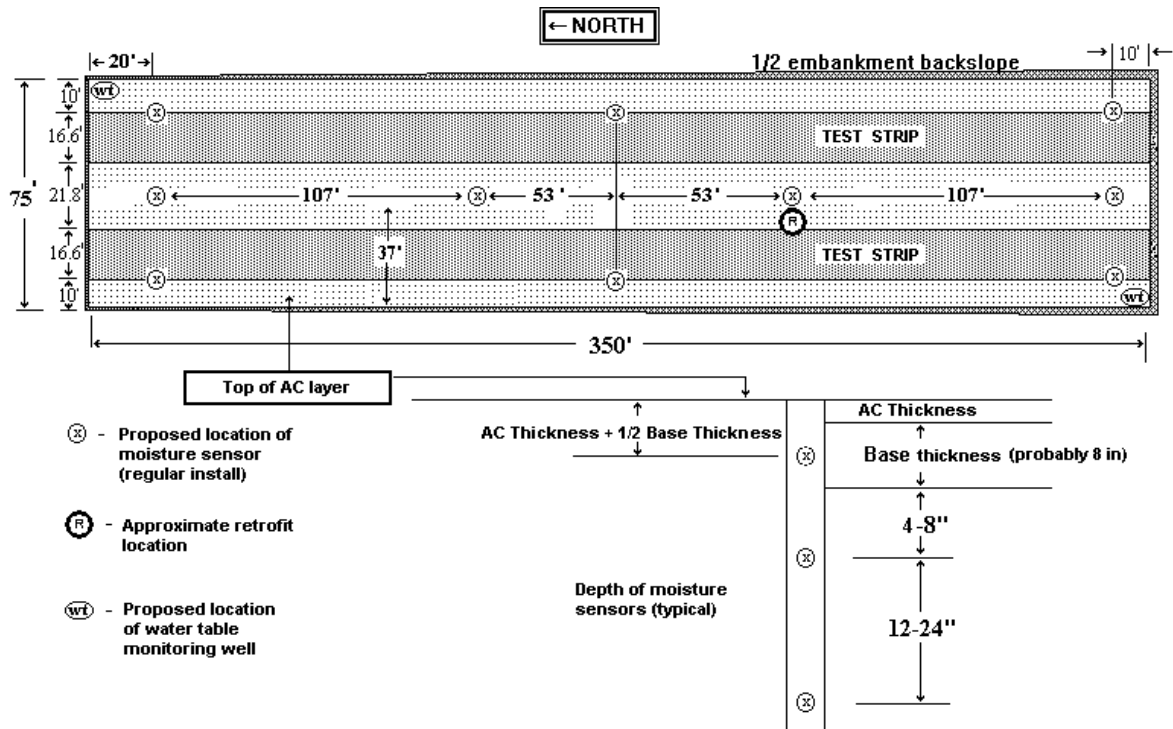 ← NORTH
← 20' →
1/2 embankment backslope
10'
10'
wt
x
x
x
16.6'
TEST STRIP
75'
21.8'
x
107'
x
53 '
53'
x
107'
x
R
37'
16.6'
TEST STRIP
x
x
x
10'
wt
350'
Top of AC layer
AC Thickness
x - Proposed location of
moisture sensor
(regular install)
AC Thickness + 1/2 Base Thickness
x
Base thickness (probably 8 in)
R - Approximate retrofit
location
4-8"
x
Depth of moisture
sensors (typical)
wt - Proposed location
of water table
monitoring well
12-24"
x